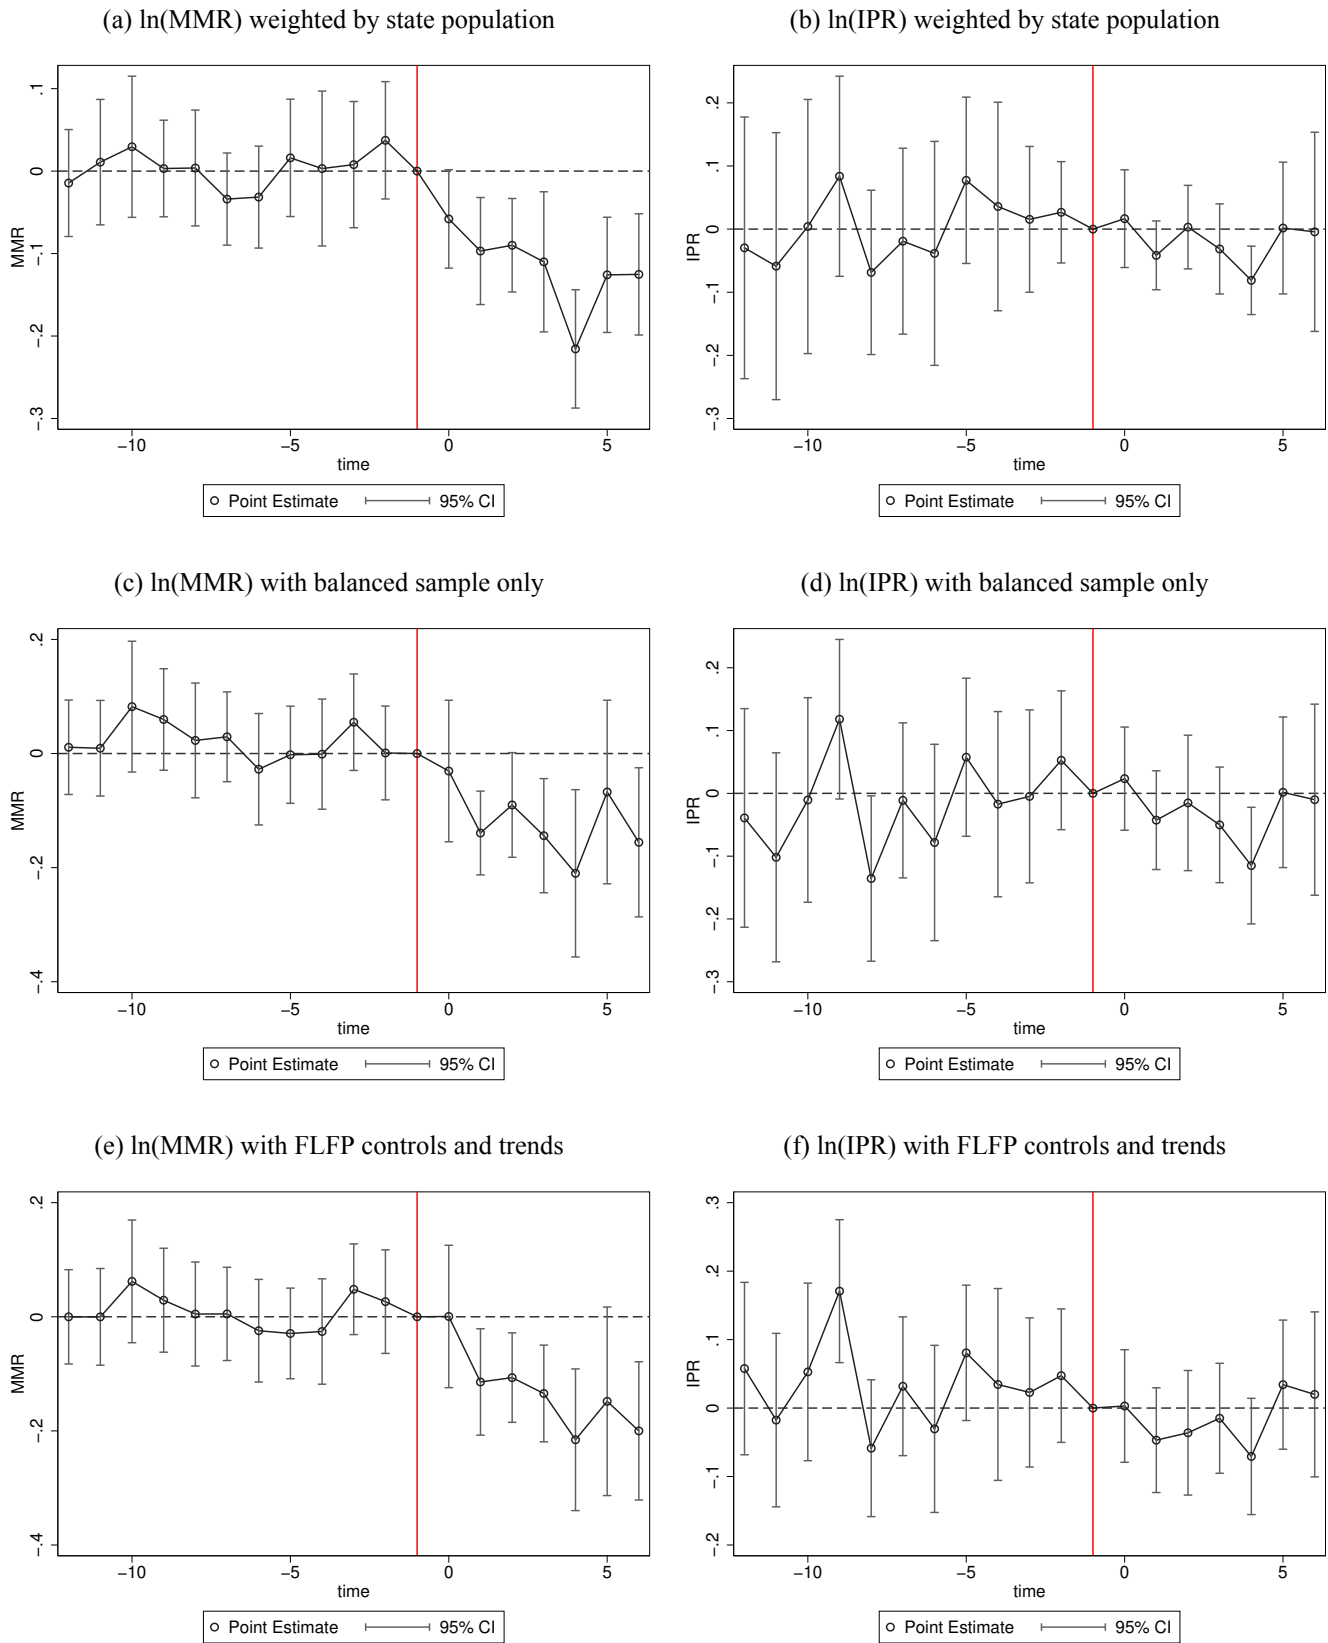 (a) ln(MMR) weighted by state population
MMR
.1
0
-.1
-.2
-.3
-10
-5
0
5
time
Point Estimate
95% CI
(b) ln(IPR) weighted by state population
IPR
.2
.1
0
-.1
-.2
-.3
-10
-5
0
5
time
Point Estimate
95% CI
(c) ln(MMR) with balanced sample only
MMR
.2
0
-.2
-.4
-10
-5
0
5
time
Point Estimate
95% CI
(d) ln(IPR) with balanced sample only
IPR
.2
.1
0
-.1
-.2
-.3
-10
-5
0
5
time
Point Estimate
95% CI
(e) ln(MMR) with FLFP controls and trends
MMR
.2
0
-.2
-.4
-10
-5
0
5
time
Point Estimate
95% CI
(f) ln(IPR) with FLFP controls and trends
IPR
.3
.2
.1
0
-.1
-.2
-10
-5
0
5
time
Point Estimate
95% CI